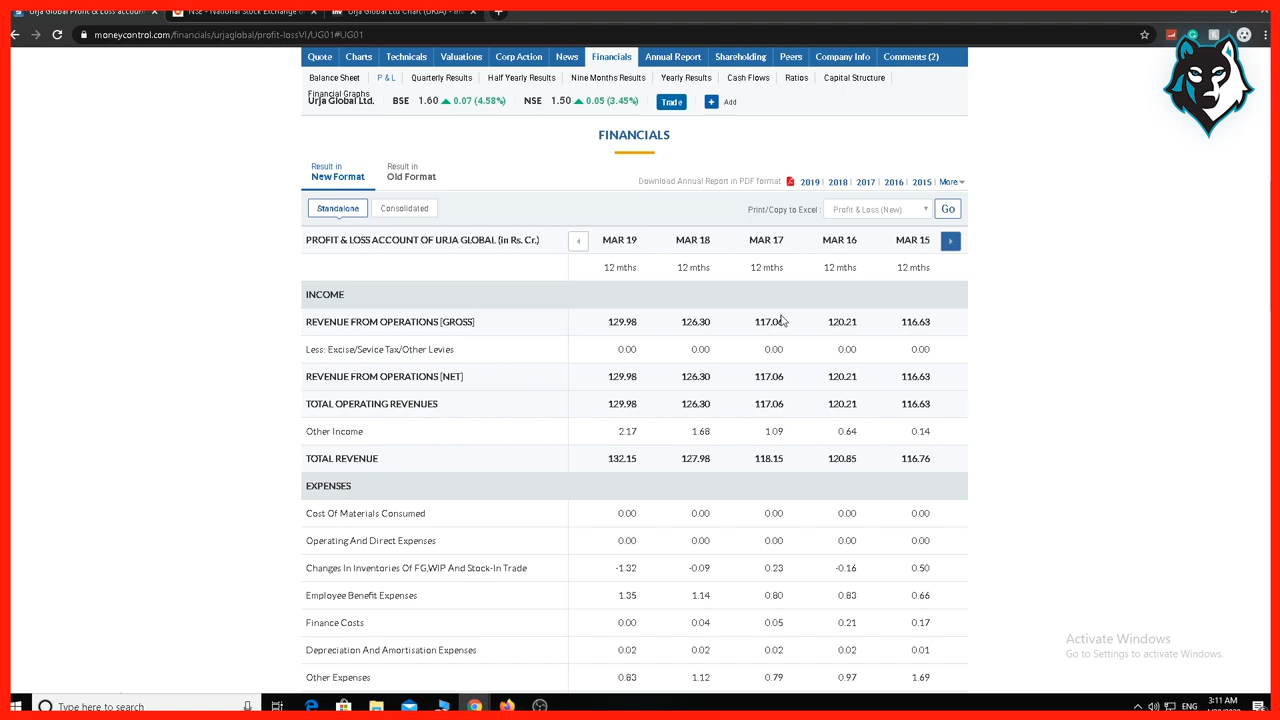 Urja Global Profit & Loss account
NSE - National Stock Exchange of
Urja Global Ltd Chart (URJA) - In
moneycontrol.com/financials/urjaglobal/profit-lossVI/UG01#UG01
Quote Charts Technicals Valuations Corp Action News Financials Annual Report Shareholding Peers Company Info Comments (2)
Balance Sheet P & L Quarterly Results Half Yearly Results Nine Months Results Yearly Results Cash Flows Ratios Capital Structure
Financial Graphs
Urja Global Ltd. BSE 1.60 0.07 (4.58%) NSE 1.50 0.05 (3.45%) Trade + Add
FINANCIALS
Result in
New Format
Result in
Old Format
Download Annual Report in PDF format 2019 | 2018 | 2017 | 2016 | 2015 | More
Standalone Consolidated Print/Copy to Excel : Profit & Loss (New) Go
PROFIT & LOSS ACCOUNT OF URJA GLOBAL (in Rs. Cr.) MAR 19 MAR 18 MAR 17 MAR 16 MAR 15
12 mths 12 mths 12 mths 12 mths 12 mths
INCOME
REVENUE FROM OPERATIONS [GROSS] 129.98 126.30 117.06 120.21 116.63
Less: Excise/Sevice Tax/Other Levies 0.00 0.00 0.00 0.00 0.00
REVENUE FROM OPERATIONS [NET] 129.98 126.30 117.06 120.21 116.63
TOTAL OPERATING REVENUES 129.98 126.30 117.06 120.21 116.63
Other Income 2.17 1.68 1.09 0.64 0.14
TOTAL REVENUE 132.15 127.98 118.15 120.85 116.76
EXPENSES
Cost Of Materials Consumed 0.00 0.00 0.00 0.00 0.00
Operating And Direct Expenses 0.00 0.00 0.00 0.00 0.00
Changes In Inventories Of FG,WIP And Stock-In Trade -1.32 -0.09 0.23 -0.16 0.50
Employee Benefit Expenses 1.35 1.14 0.80 0.83 0.66
Finance Costs 0.00 0.04 0.05 0.21 0.17
Depreciation And Amortisation Expenses 0.02 0.02 0.02 0.02 0.01
Other Expenses 0.83 1.12 0.79 0.97 1.69
Activate Windows
Go to Settings to activate Windows.
Type here to search
ENG
3:11 AM